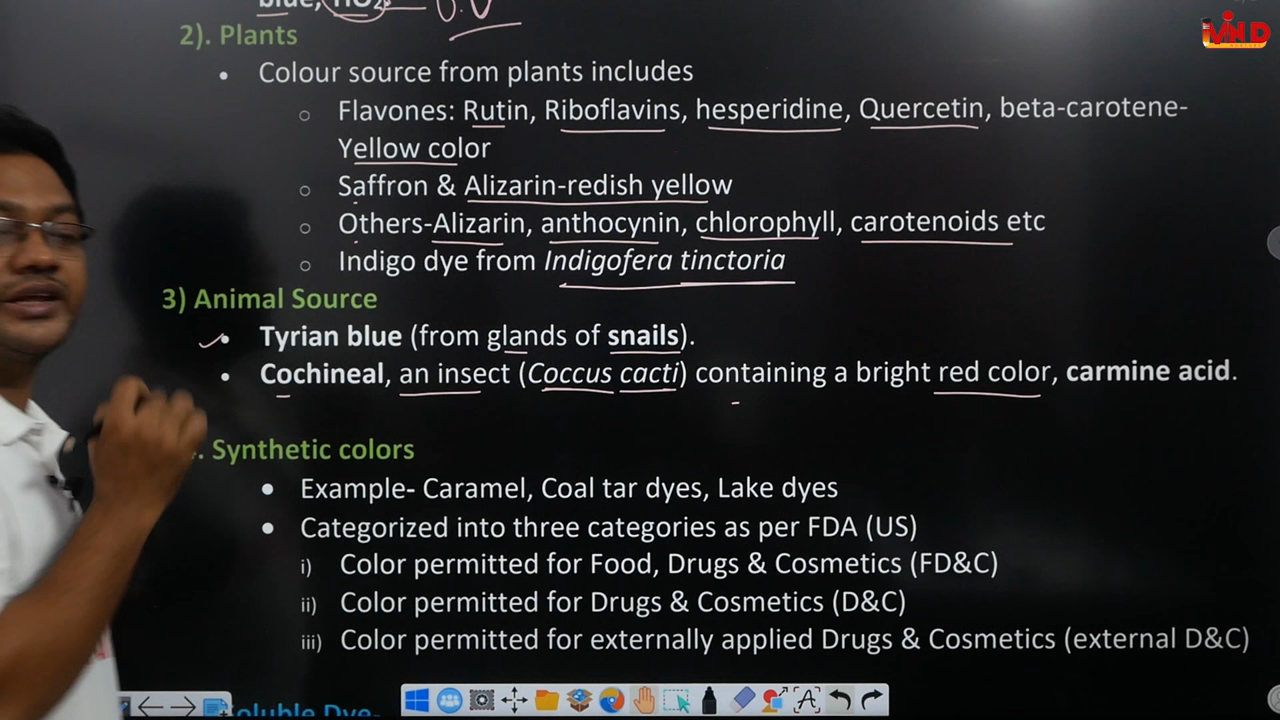 blue, TiO₂
2). Plants
• Colour source from plants includes
o Flavones: Rutin, Riboflavins, hesperidine, Quercetin, beta-carotene-
Yellow color
o Saffron & Alizarin-redish yellow
o Others-Alizarin, anthocynin, chlorophyll, carotenoids etc
o Indigo dye from Indigofera tinctoria
3) Animal Source
• Tyrian blue (from glands of snails).
• Cochineal, an insect (Coccus cacti) containing a bright red color, carmine acid.
. Synthetic colors
• Example- Caramel, Coal tar dyes, Lake dyes
• Categorized into three categories as per FDA (US)
i) Color permitted for Food, Drugs & Cosmetics (FD&C)
ii) Color permitted for Drugs & Cosmetics (D&C)
iii) Color permitted for externally applied Drugs & Cosmetics (external D&C)
Soluble Dye-